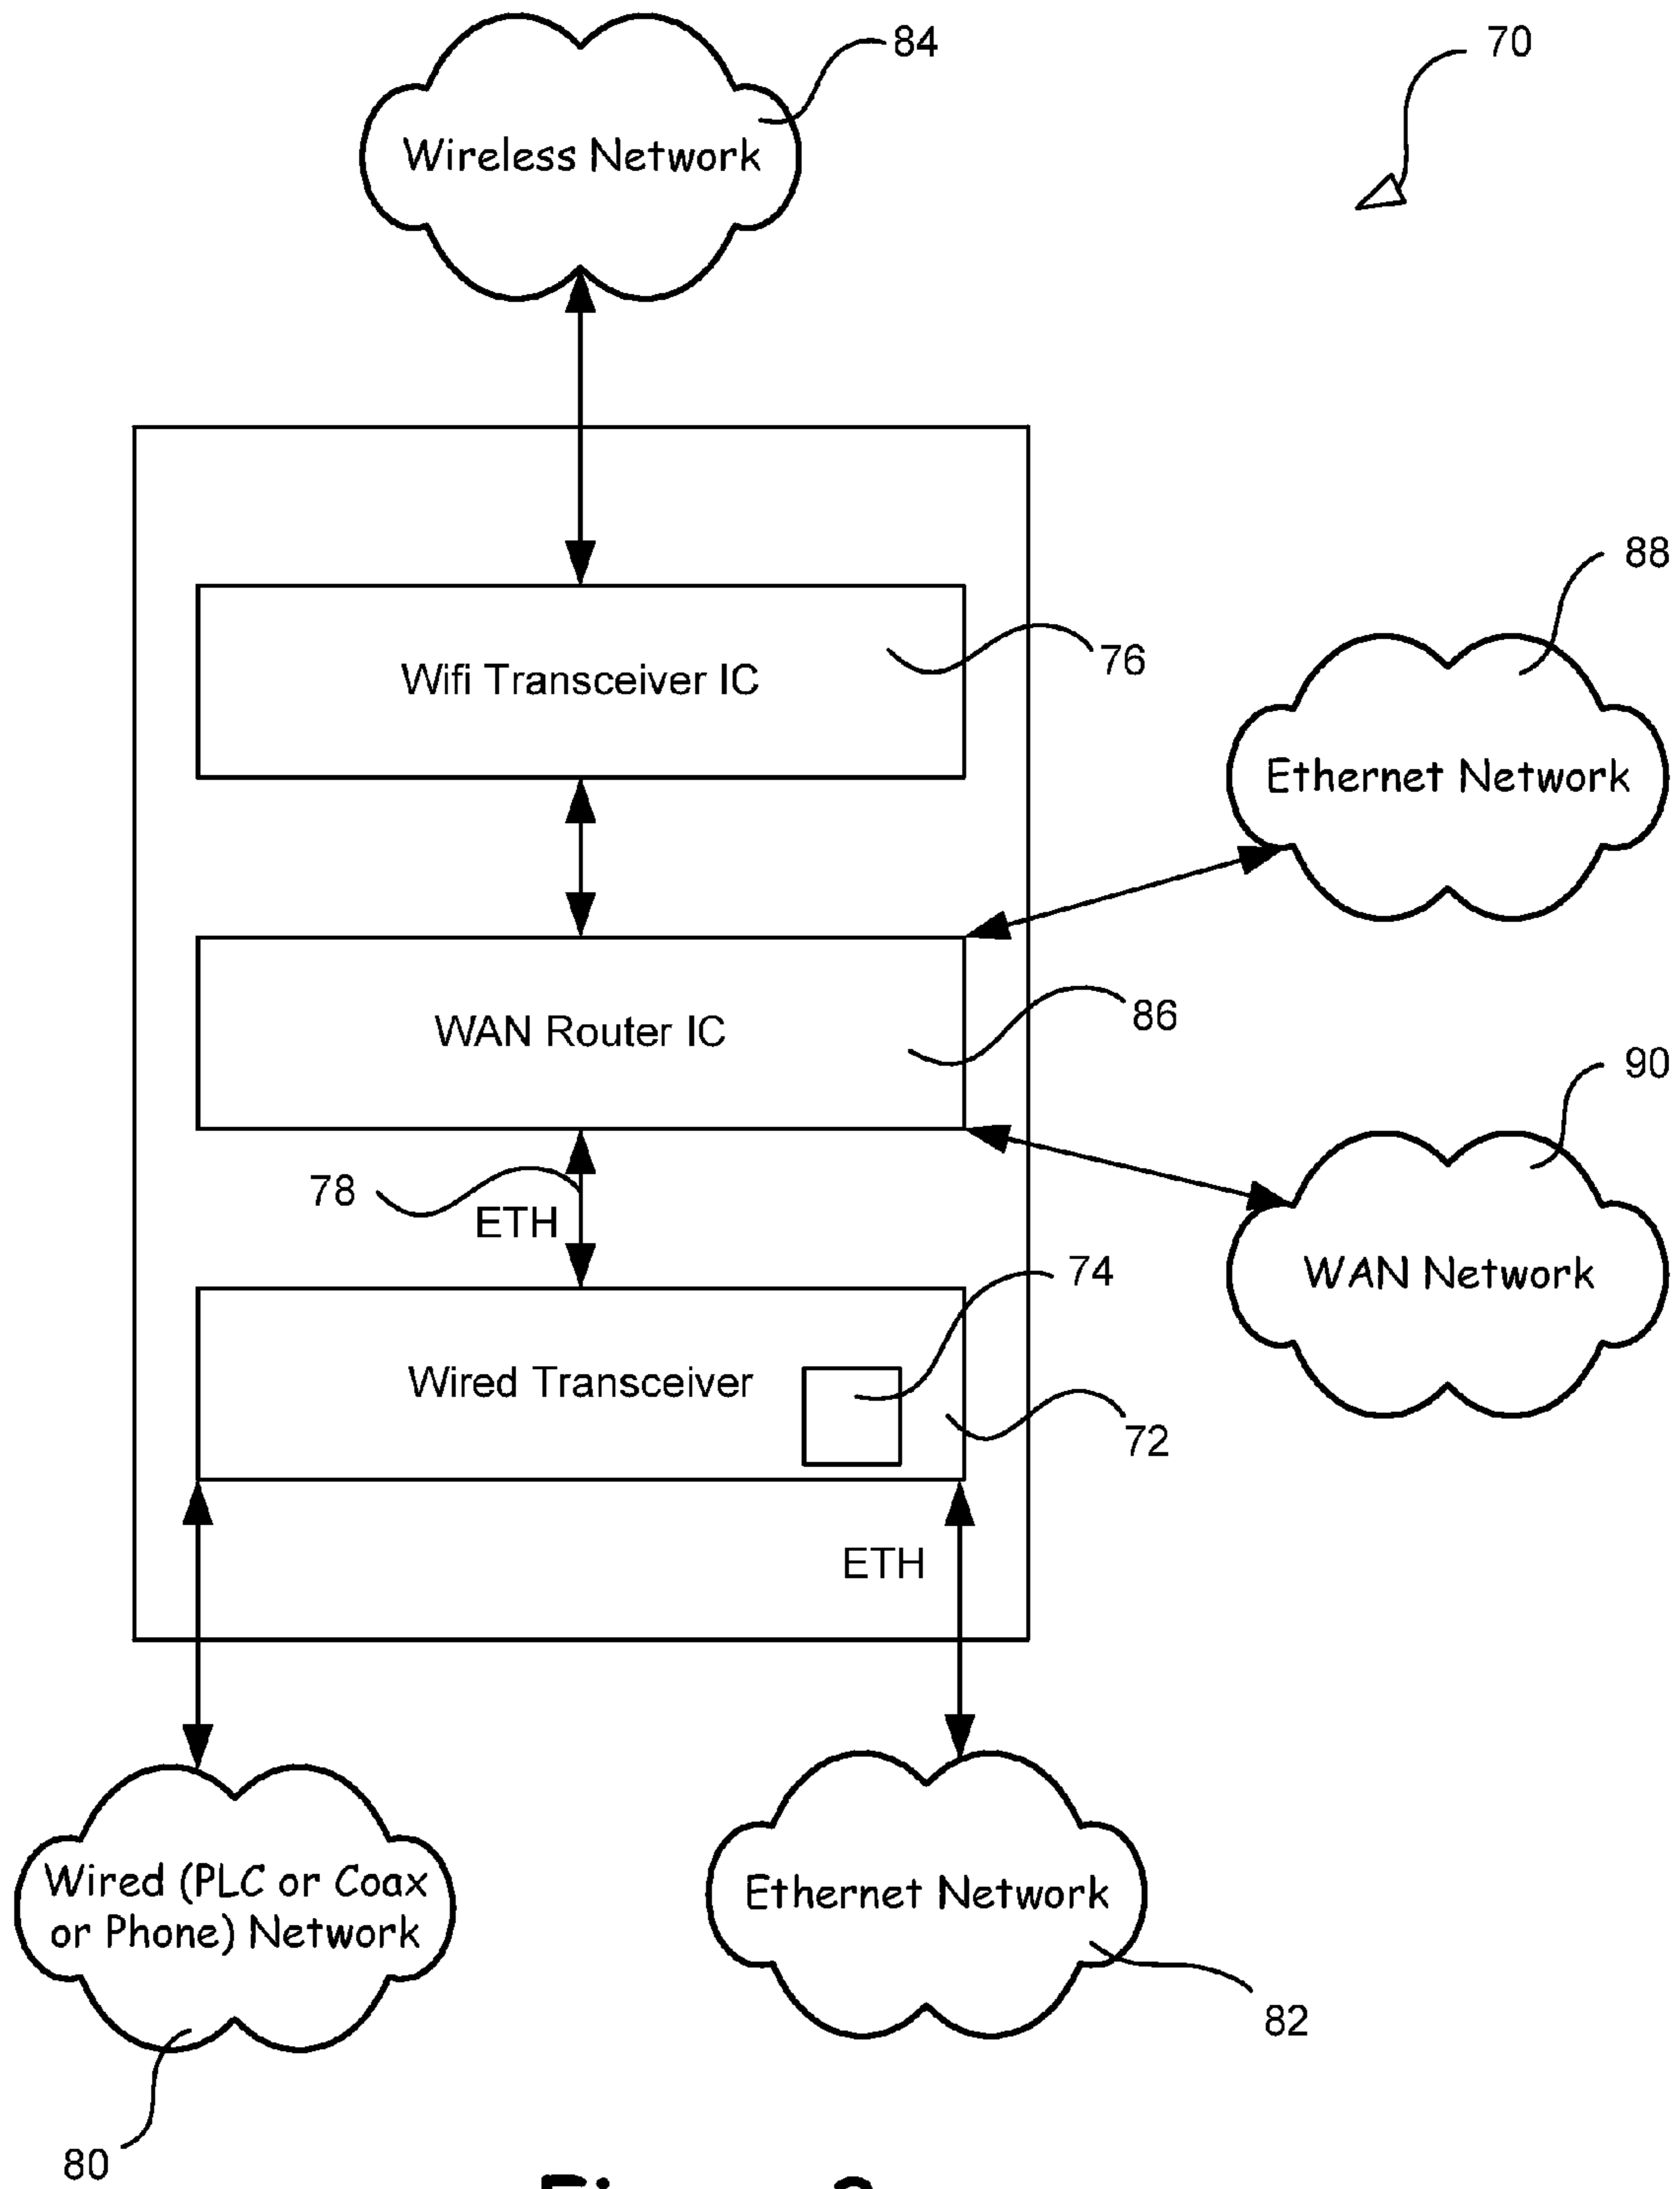 84
70
Wireless Network
88
76
Wifi Transceiver IC
Ethernet Network
86
WAN Router IC
90
78
ETH
74
WAN Network
Wired Transceiver
72
ETH
Wired (PLC or Coax
or Phone) Network
Ethernet Network
82
80